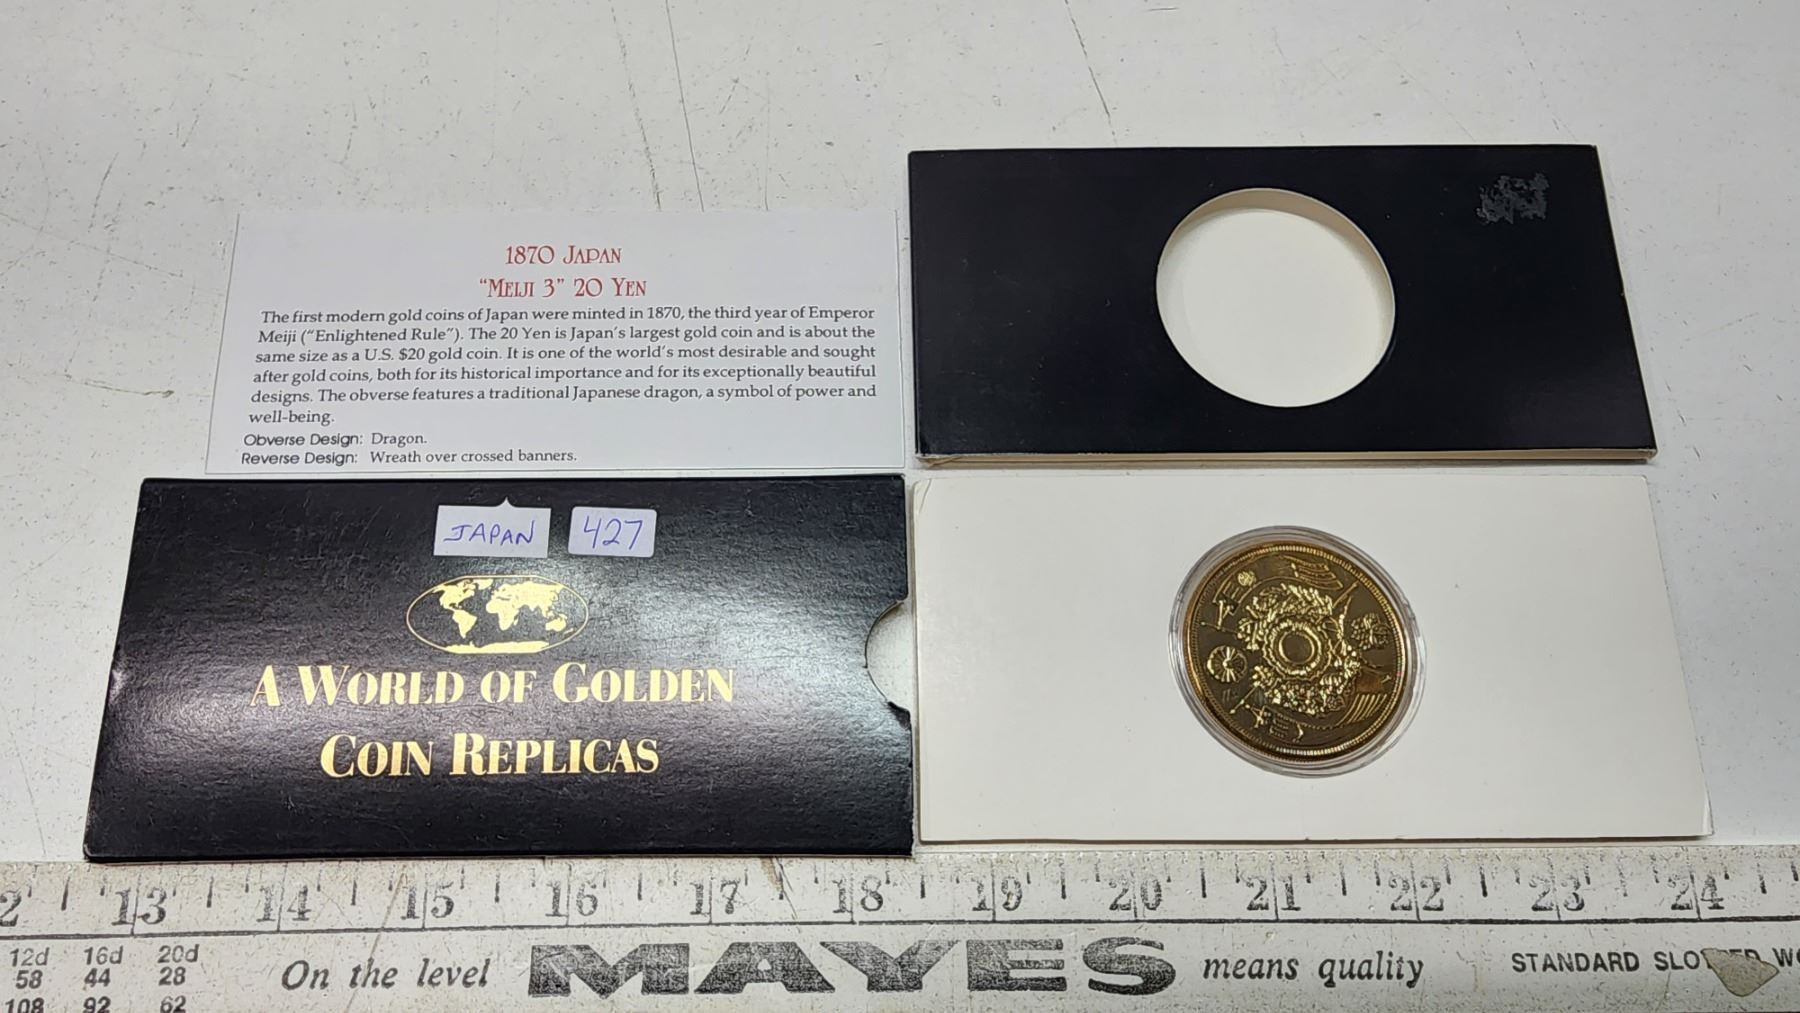 1870 JAPAN
"MEIJI 3" 20 YEN
The first modern gold coins of Japan were minted in 1870, the third year of Emperor
Meiji ("Enlightened Rule"). The 20 Yen is Japan's largest gold coin and is about the
same size as a U.S. $20 gold coin. It is one of the world's most desirable and sought
after gold coins, both for its historical importance and for its exceptionally beautiful
designs. The obverse features a traditional Japanese dragon, a symbol of power and
well-being.
Obverse Design: Dragon.
Reverse Design: Wreath over crossed banners.
JAPAN 427
A WORLD OF GOLDEN
COIN REPLICAS
2 13 14 15 16 17 18 19 20 21 22 23 24
12d 16d 20d
58 44 28
108 92 62
On the level MAYES means quality STANDARD